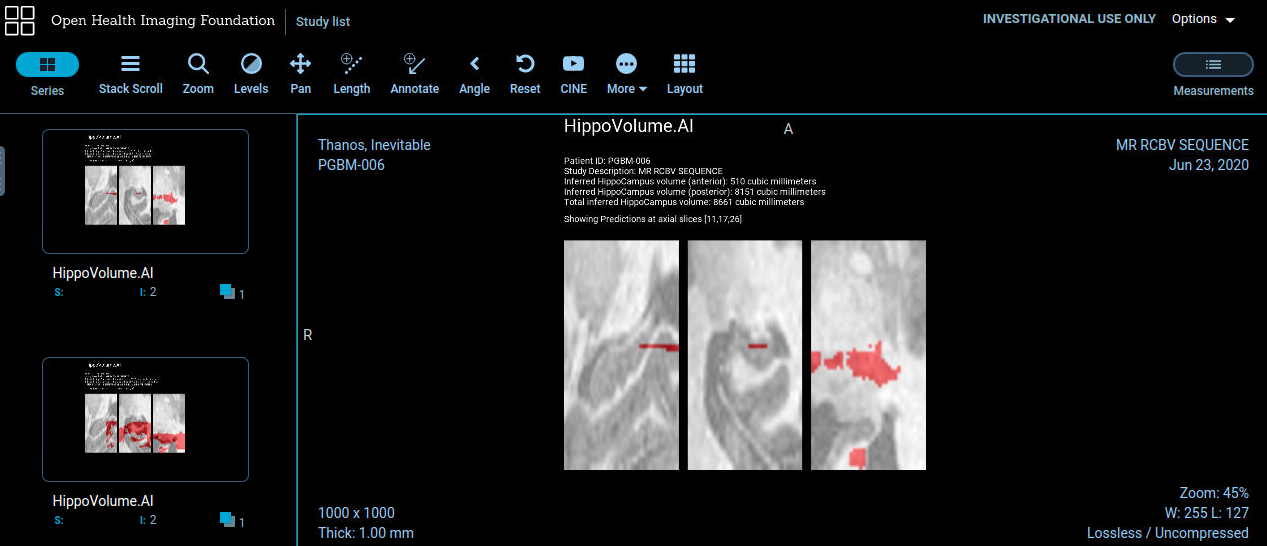 Open Health Imaging Foundation
Study list
INVESTIGATIONAL USE ONLY
Options
Series
Stack Scroll
Zoom
Levels
Pan
Length
Annotate
Angle
Reset
CINE
More
Layout
Measurements
HippoVolume.AI
S:
I: 2
1
HippoVolume.AI
S:
I: 2
1
Thanos, Inevitable
PGBM-006
HippoVolume.AI
A
MR RCBV SEQUENCE
Jun 23, 2020
Patient ID: PGBM-006
Study Description: MR RCBV SEQUENCE
Inferred HippoCampus volume (anterior): 510 cubic millimeters
Inferred HippoCampus volume (posterior): 8151 cubic millimeters
Total inferred HippoCampus volume: 8661 cubic millimeters
Showing Predictions at axial slices [11,17,26]
R
1000 x 1000
Thick: 1.00 mm
Zoom: 45%
W: 255 L: 127
Lossless / Uncompressed